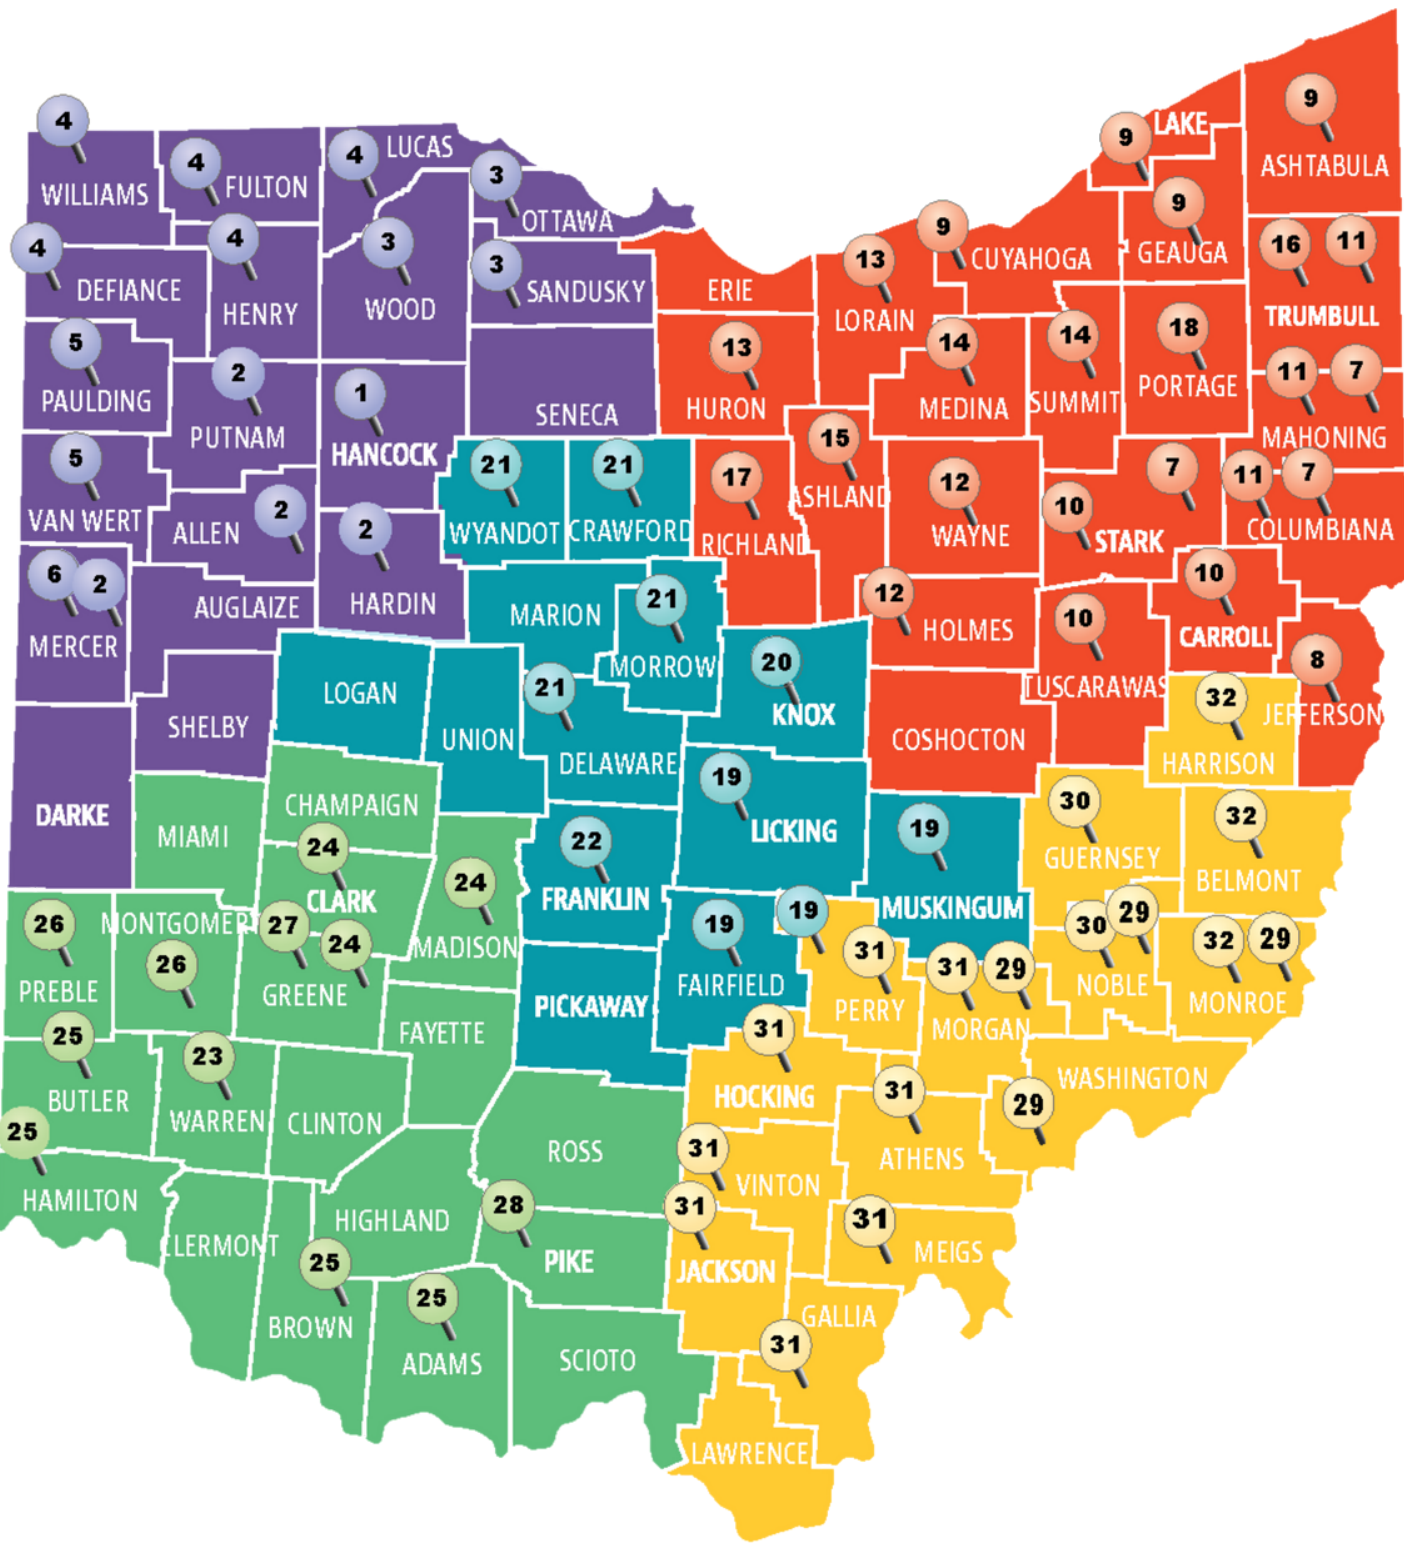 4
WILLIAMS
4
FULTON
4
LUCAS
3
OTTAWA
4
DEFIANCE
4
HENRY
3
WOOD
3
SANDUSKY
5
PAULDING
2
PUTNAM
1
HANCOCK
SENECA
5
VAN WERT
ALLEN
2
2
HARDIN
6
2
MERCER
AUGLAIZE
SHELBY
DARKE
9
LAKE
9
ASHTABULA
9
CUYAHOGA
9
GEAUGA
16
11
TRUMBULL
ERIE
13
LORAIN
13
HURON
14
MEDINA
14
SUMMIT
18
PORTAGE
11
7
MAHONING
17
RICHLAND
15
ASHLAND
12
WAYNE
10
7
STARK
11
7
COLUMBIANA
12
HOLMES
10
TUSCARAWAS
10
CARROLL
8
JEFFERSON
COSHOCTON
21
WYANDOT
21
CRAWFORD
MARION
21
MORROW
LOGAN
UNION
21
DELAWARE
20
KNOX
19
LICKING
19
MUSKINGUM
22
FRANKLIN
19
FAIRFIELD
19
PICKAWAY
CHAMPAIGN
MIAMI
24
CLARK
24
MADISON
26
PREBLE
MONTGOMERY
26
27
24
GREENE
FAYETTE
25
BUTLER
23
WARREN
CLINTON
ROSS
25
HAMILTON
CLERMONT
HIGHLAND
28
PIKE
25
BROWN
25
ADAMS
SCIOTO
32
HARRISON
30
GUERNSEY
32
BELMONT
30
29
NOBLE
32
29
MONROE
31
PERRY
31
29
MORGAN
31
HOCKING
31
ATHENS
29
WASHINGTON
31
VINTON
31
JACKSON
31
MEIGS
GALLIA
31
LAWRENCE